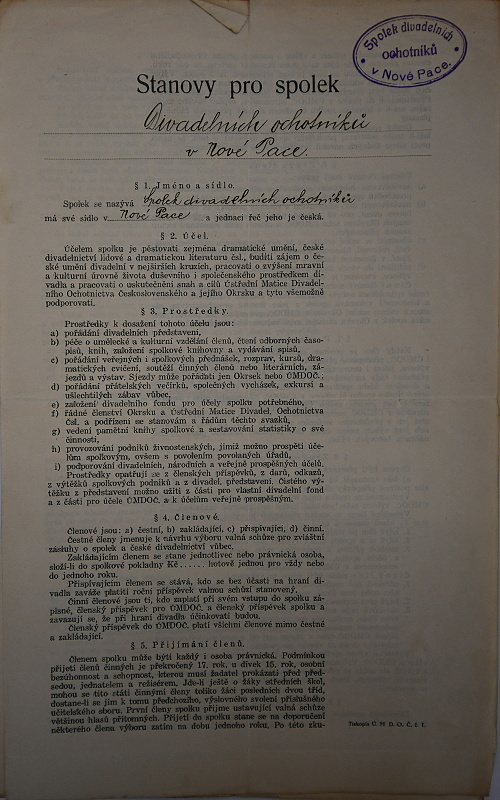 Spolek divadelních
ochotníků
v Nové Pace.
Stanovy pro spolek
Divadelních ochotníků
v Nové Pace.
§ 1. Jméno a sídlo.
Spolek se nazývá Spolek divadelních ochotníků
má své sídlo v Nové Pace a jednací řeč jeho je česká.
§ 2. Účel.
Účelem spolku je pěstovati zejména dramatické umění, české
divadelnictví lidové a dramatickou literaturu čsl., buditi zájem o če-
ské umění divadelní v nejširších kruzích, pracovati o zvýšení mravní
a kulturní úrovně života duševního i společenského prostředkem di-
vadla a pracovati o uskutečnění snah a cílů Ústřední Matice Divadel-
ního Ochotnictva Československého a jejího Okrsku a tyto všemožně
podporovati.
§ 3. Prostředky.
Prostředky k dosažení tohoto účelu jsou:
a) pořádání divadelních představení,
b) péče o umělecké a kulturní vzdělání členů, čtení odborných časo-
pisů, knih, založení spolkové knihovny a vydávání spisů,
c) pořádání veřejných i spolkových přednášek, rozprav, kursů, dra-
matických cvičení, soutěží činných členů nebo literárních, zá-
jezdů a výstav. Sjezdy může pořádati jen Okrsek nebo ÚMDOČ.;
d) pořádání přátelských večírků, společných vycházek, exkursí a
ušlechtilých zábav vůbec,
e) založení divadelního fondu pro účely spolku potřebného,
f) řádné členství Okrsku a Ústřední Matice Divadel. Ochotnictva
Čsl. a podřízení se stanovám a řádům těchto svazků,
g) vedení pamětní knihy spolkové a sestavování statistiky o své
činnosti,
h) provozování podniků živnostenských, jimiž možno prospěti úče-
lům spolkovým, ovšem s povolením povolaných úřadů,
i) podporování divadelních, národních a veřejně prospěšných účelů.
Prostředky opatřují se z členských příspěvků, z darů, odkazů,
z výtěžků spolkových podniků a z divadel. představení. Čistého vý-
těžku z představení možno užíti z části pro vlastní divadelní fond
a z části pro účele ÚMDOČ. a k účelům veřejně prospěšným.
§ 4. Členové.
Členové jsou: a) čestní, b) zakládající, c) přispívající, d) činní.
Čestné členy jmenuje k návrhu výboru valná schůze pro zvláštní
zásluhy o spolek a české divadelnictví vůbec.
Zakládajícím členem se stane jednotlivec nebo právnická osoba,
složí-li do spolkové pokladny Kč...... hotově jednou pro vždy nebo
do jednoho roku.
Přispívajícím členem se stává, kdo se bez účasti na hraní di-
vadla zaváže platiti roční příspěvek valnou schůzí stanovený.
Činní členové jsou ti, kdo zaplatí při svém vstupu do spolku zá-
pisné, členský příspěvek pro ÚMDOČ. a členský příspěvek spolku a
zavazují se, že při hraní divadla účinkovati budou.
Členský příspěvek do ÚMDOČ. platí všichni členové mimo čestné
a zakládající.
§ 5. Přijímání členů.
Členem spolku může býti každý i osoba právnická. Podmínkou
přijetí členů činných je překročený 17. rok, u dívek 15. rok, osobní
bezúhonnost a schopnost, kterou musí žadatel prokázati před před-
sedou, jednatelem a režisérem. Jde-li ještě o žáky středních škol,
mohou se tito státi činnými členy toliko žáci posledních dvou tříd,
dostane-li se jim k tomu předchozího, výslovného svolení příslušného
učitelského sboru. První členy spolku přijme ustavující valná schůze
většinou hlasů přítomných. Přijetí do spolku stane se na doporučení
některého člena výboru zatím na dobu jednoho roku. Po této zku-
Tiskopis Ú. M. D. O. Č. č. 1.